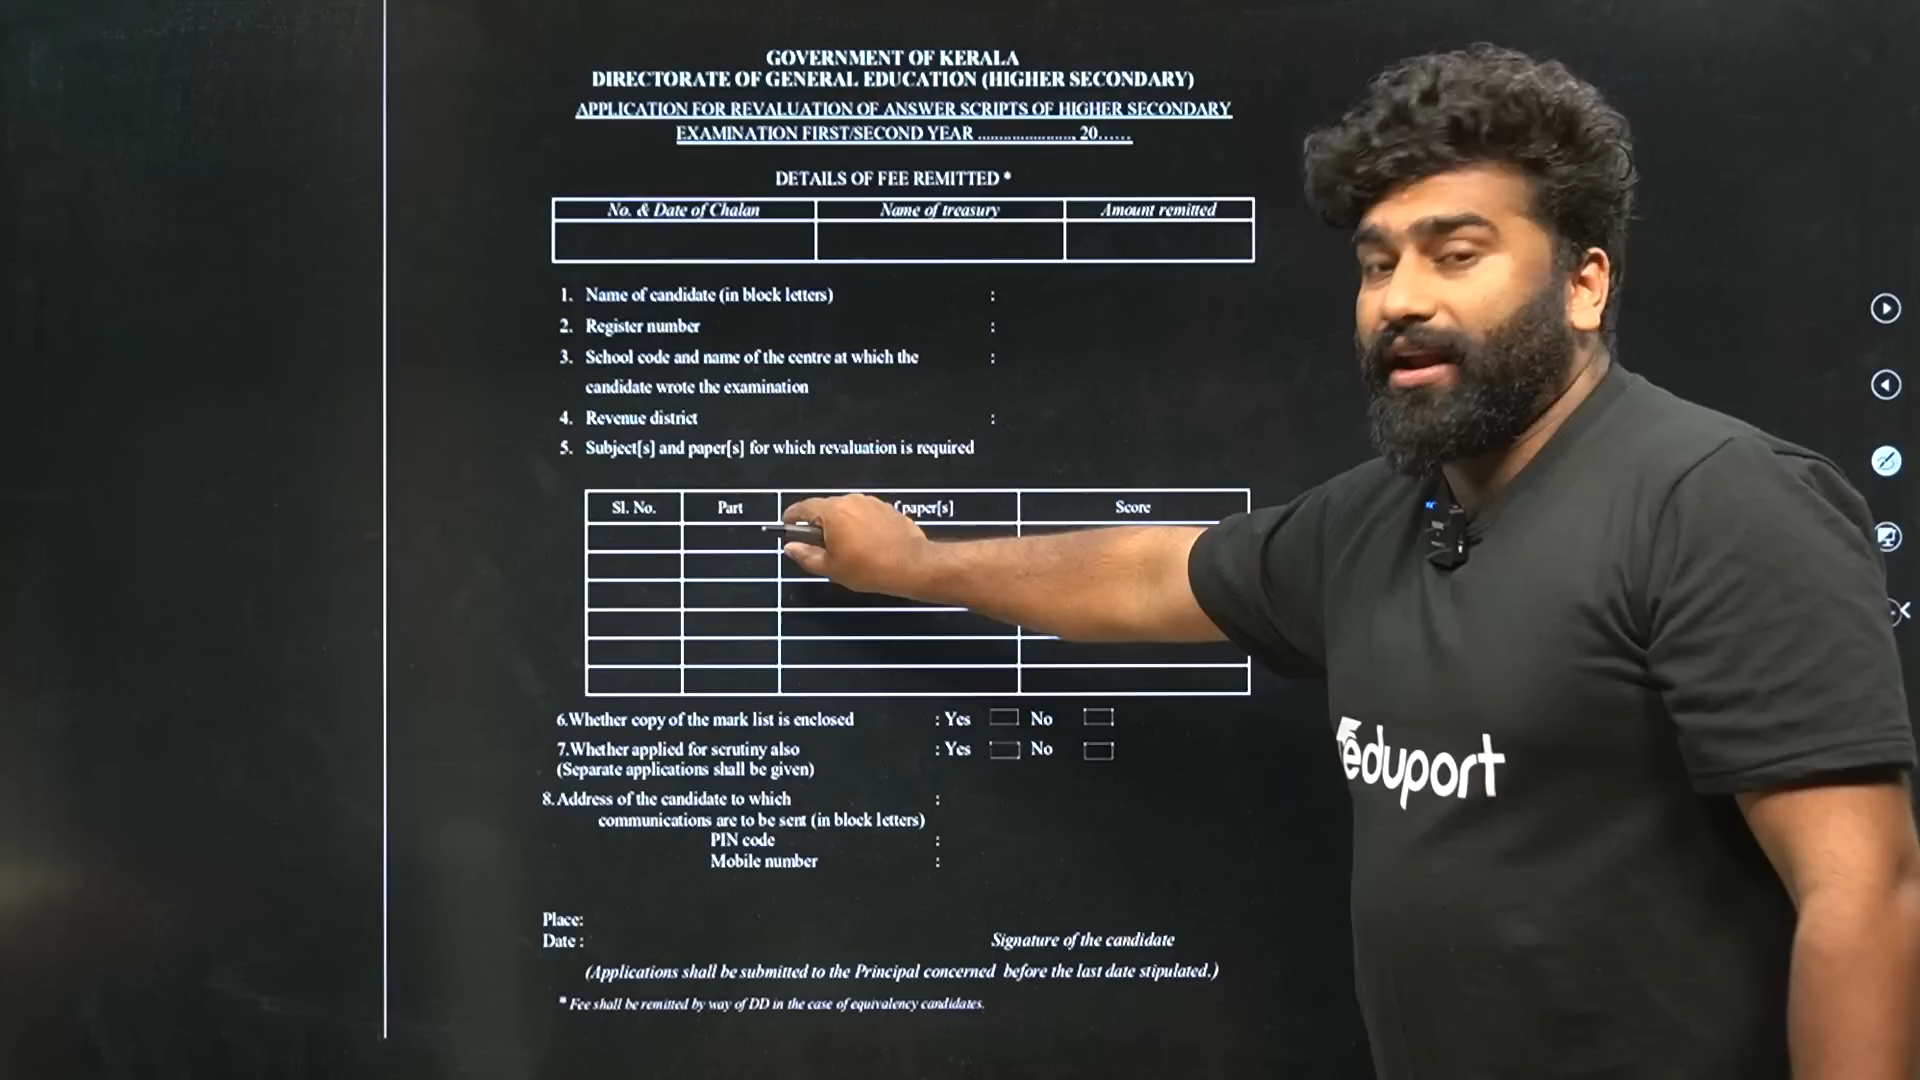 GOVERNMENT OF KERALA
DIRECTORATE OF GENERAL EDUCATION (HIGHER SECONDARY)
APPLICATION FOR REVALUATION OF ANSWER SCRIPTS OF HIGHER SECONDARY
EXAMINATION FIRST/SECOND YEAR ......................, 20......
DETAILS OF FEE REMITTED *
No. & Date of Chalan Name of treasury Amount remitted
1. Name of candidate (in block letters) :
2. Register number :
3. School code and name of the centre at which the :
candidate wrote the examination
4. Revenue district :
5. Subject[s] and paper[s] for which revaluation is required
Sl. No. Part paper[s] Score
6.Whether copy of the mark list is enclosed : Yes No
7.Whether applied for scrutiny also : Yes No
(Separate applications shall be given)
8.Address of the candidate to which :
communications are to be sent (in block letters)
PIN code :
Mobile number :
Place:
Date :
Signature of the candidate
(Applications shall be submitted to the Principal concerned before the last date stipulated.)
* Fee shall be remitted by way of DD in the case of equivalency candidates.
eduport